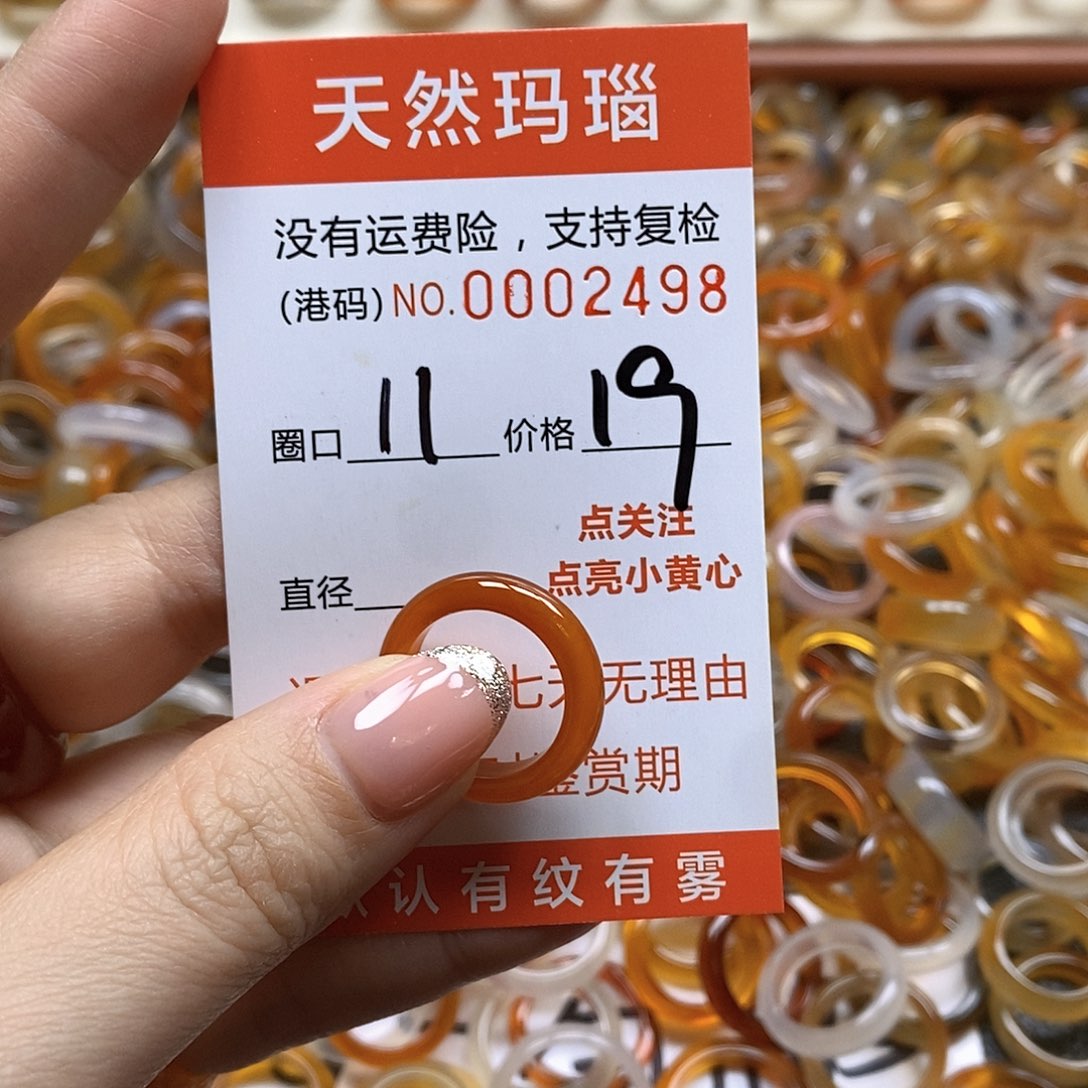 天然玛瑙
没有运费险，支持复检
(港码) NO.0002498
圈口 11 价格 19
点关注
点亮小黄心
直径
七天无理由
鉴赏期
认有纹有雾